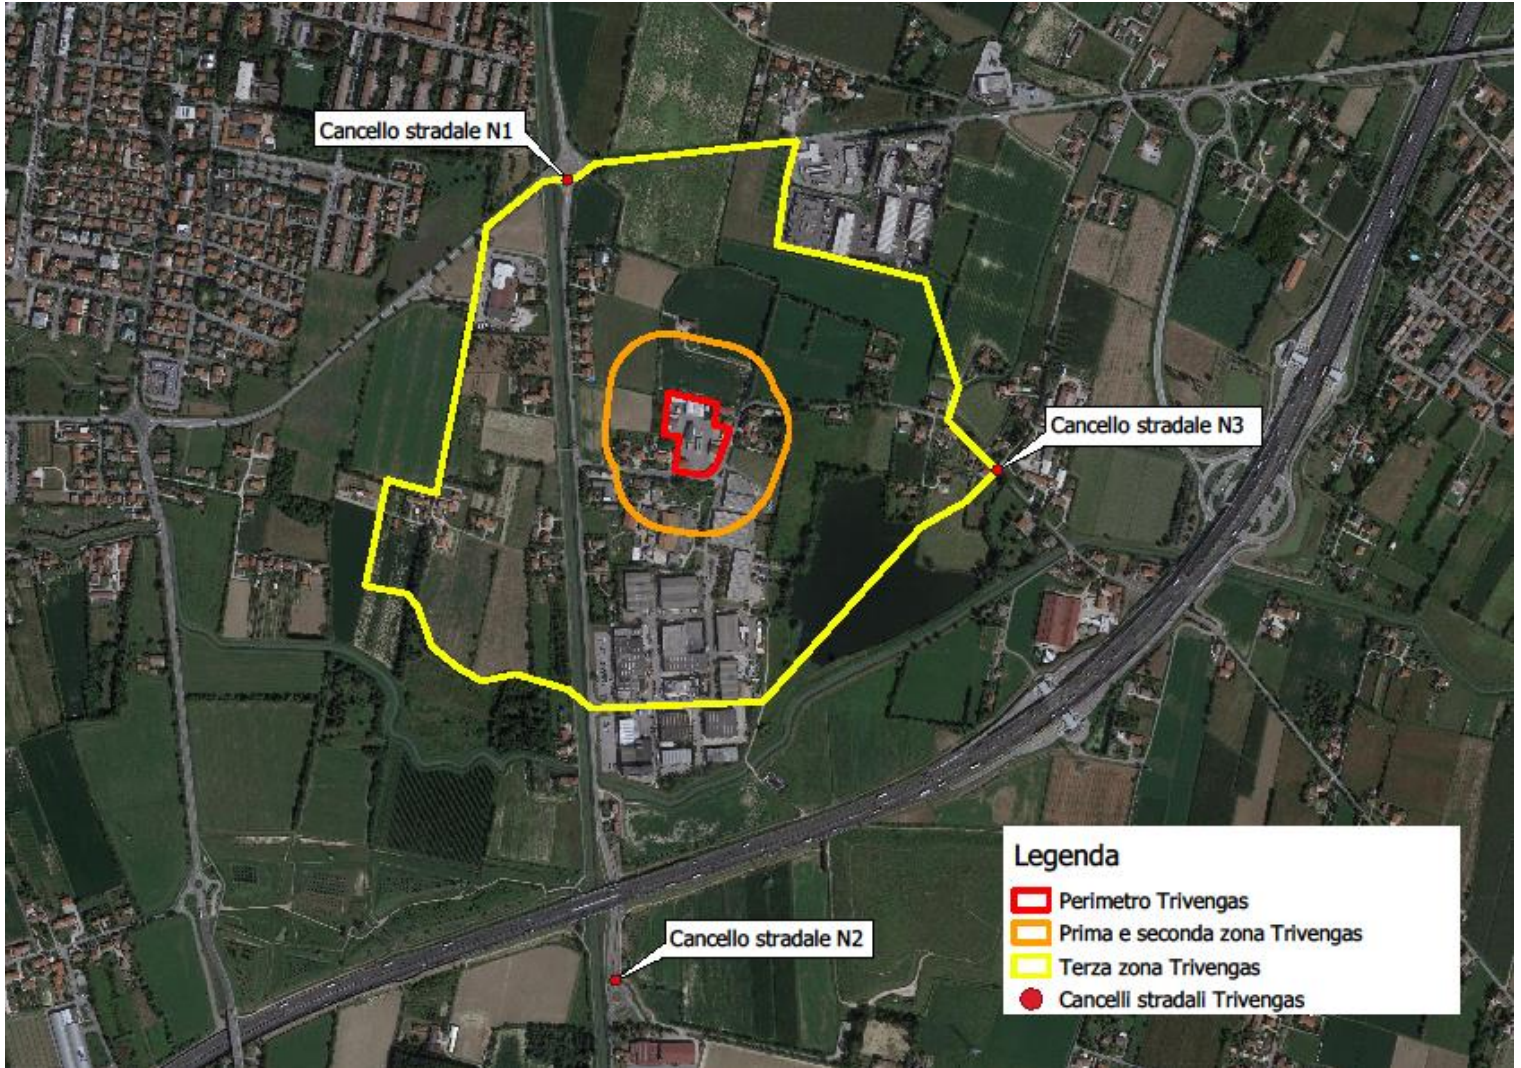 Cancello stradale N1
Cancello stradale N3
Cancello stradale N2
Legenda
Perimetro Trivengas
Prima e seconda zona Trivengas
Terza zona Trivengas
Cancelli stradali Trivengas